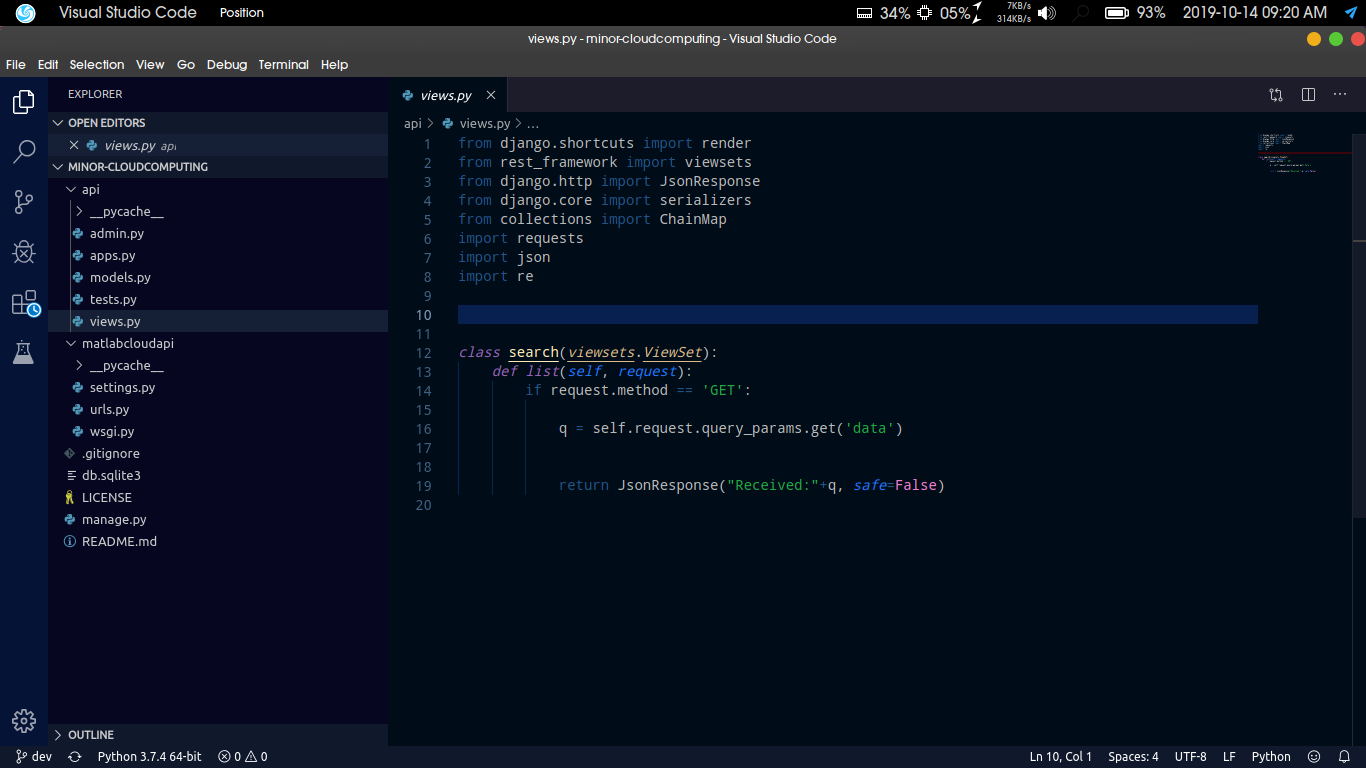 Visual Studio Code Position 34% 05% 7KB/s 314KB/s 93% 2019-10-14 09:20 AM
views.py - minor-cloudcomputing - Visual Studio Code
File Edit Selection View Go Debug Terminal Help
EXPLORER
OPEN EDITORS
views.py api
MINOR-CLOUDCOMPUTING
api
__pycache__
admin.py
apps.py
models.py
tests.py
views.py
matlabcloudapi
__pycache__
settings.py
urls.py
wsgi.py
.gitignore
db.sqlite3
LICENSE
manage.py
README.md
OUTLINE
views.py
api > views.py > ...
1 from django.shortcuts import render
2 from rest_framework import viewsets
3 from django.http import JsonResponse
4 from django.core import serializers
5 from collections import ChainMap
6 import requests
7 import json
8 import re
9
10
11
12 class search(viewsets.ViewSet):
13 def list(self, request):
14 if request.method == 'GET':
15
16 q = self.request.query_params.get('data')
17
18
19 return JsonResponse("Received:"+q, safe=False)
20
dev Python 3.7.4 64-bit 0 0 Ln 10, Col 1 Spaces: 4 UTF-8 LF Python